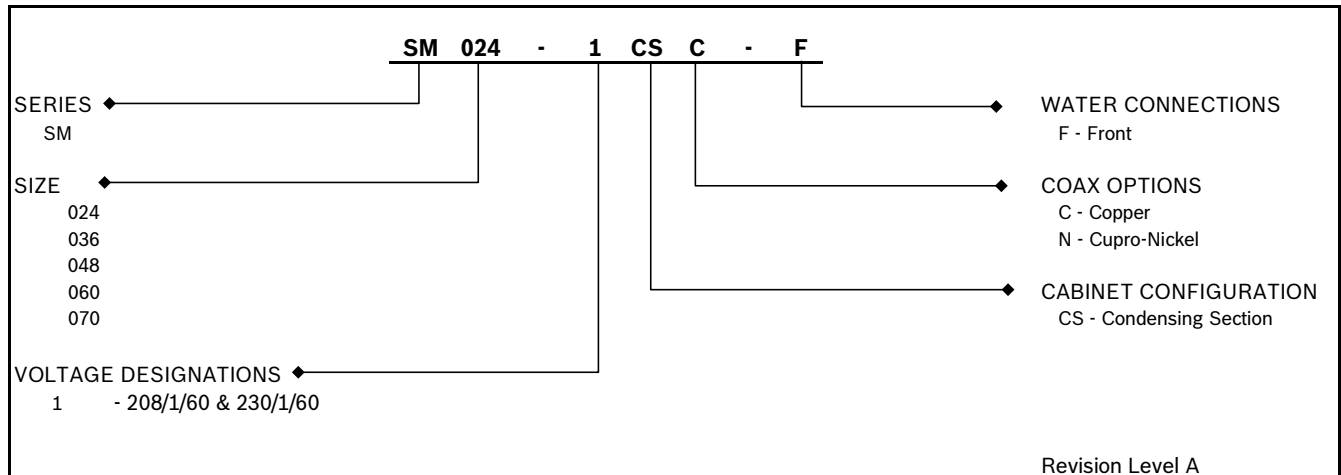 SM 024 - 1 CS C - F
SERIES
SM
SIZE
024
036
048
060
070
VOLTAGE DESIGNATIONS
1 - 208/1/60 & 230/1/60
WATER CONNECTIONS
F - Front
COAX OPTIONS
C - Copper
N - Cupro-Nickel
CABINET CONFIGURATION
CS - Condensing Section
Revision Level A